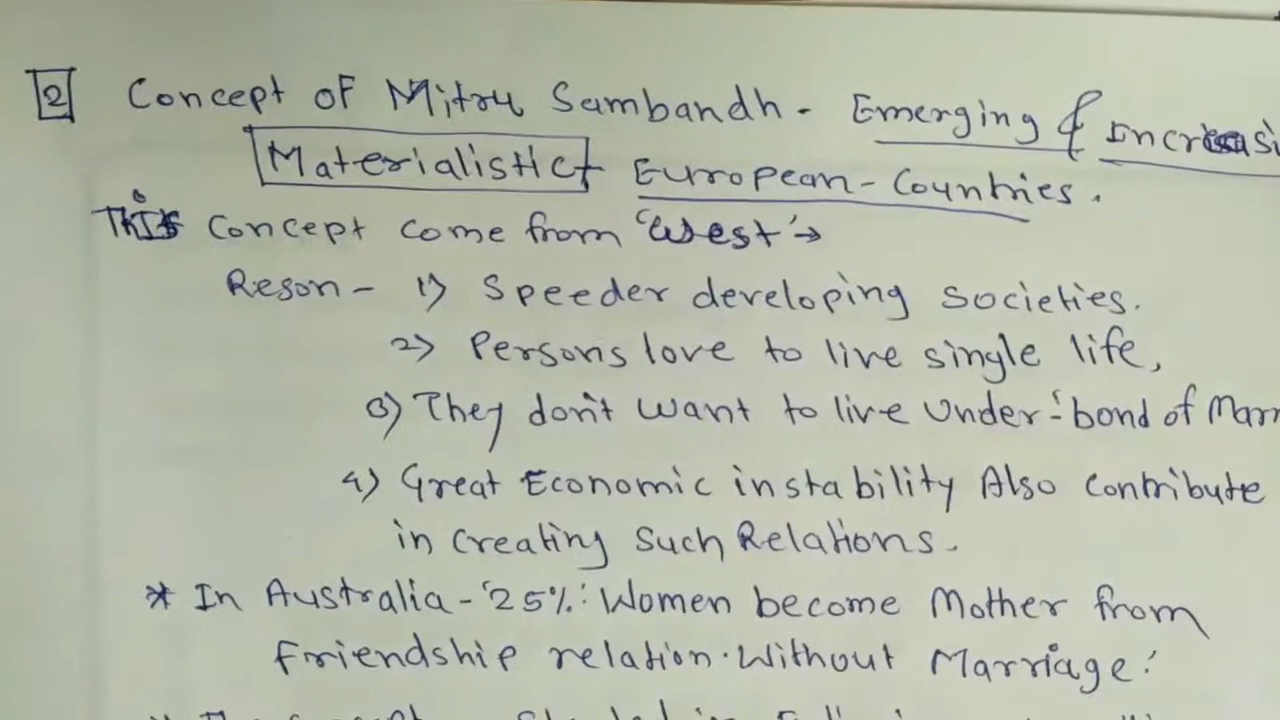 2 Concept of Mitru Sambandh - Emerging & Increasi
Materialistic European-Countries.
This Concept come from 'West' →
Reson - 1) Speeder developing societies.
2) Persons love to live single life,
3) They don't want to live Under-'bond of Marr
4) Great Economic instability Also Contribute
in creating such Relations.
* In Australia - '25%' Women become Mother from
friendship relation. Without Marriage.'